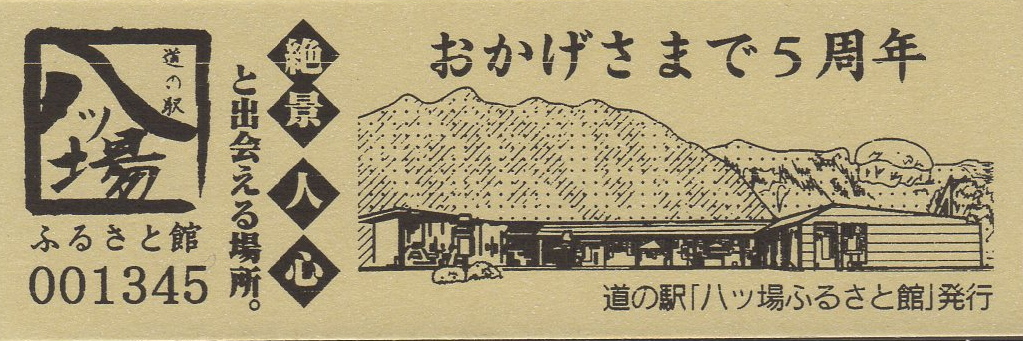 道の駅
八ッ場
ふるさと館
001345
絶景人心
と出会える場所。
おかげさまで5周年
道の駅「八ッ場ふるさと館」発行